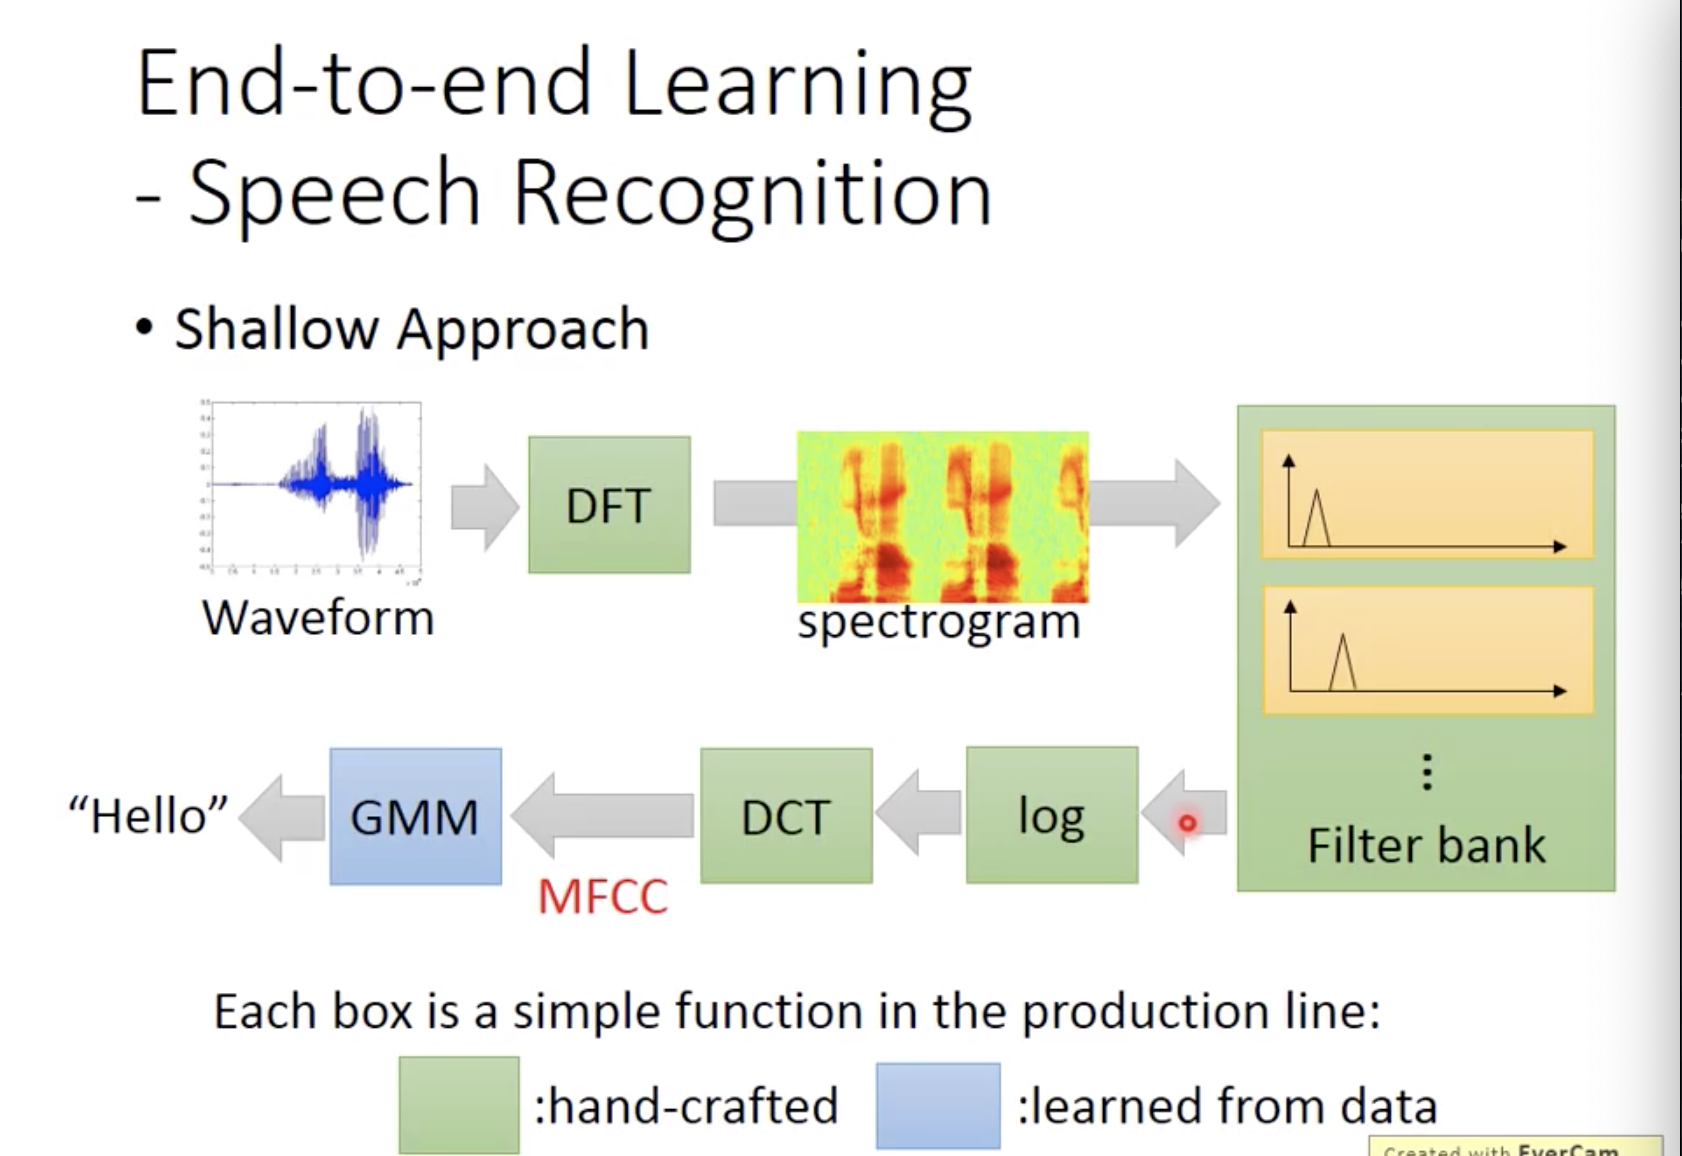 End-to-end Learning
- Speech Recognition
• Shallow Approach
DFT
Waveform
spectrogram
"Hello"
GMM
MFCC
DCT
log
⋮
Filter bank
Each box is a simple function in the production line:
:hand-crafted
:learned from data
Created with EverCam